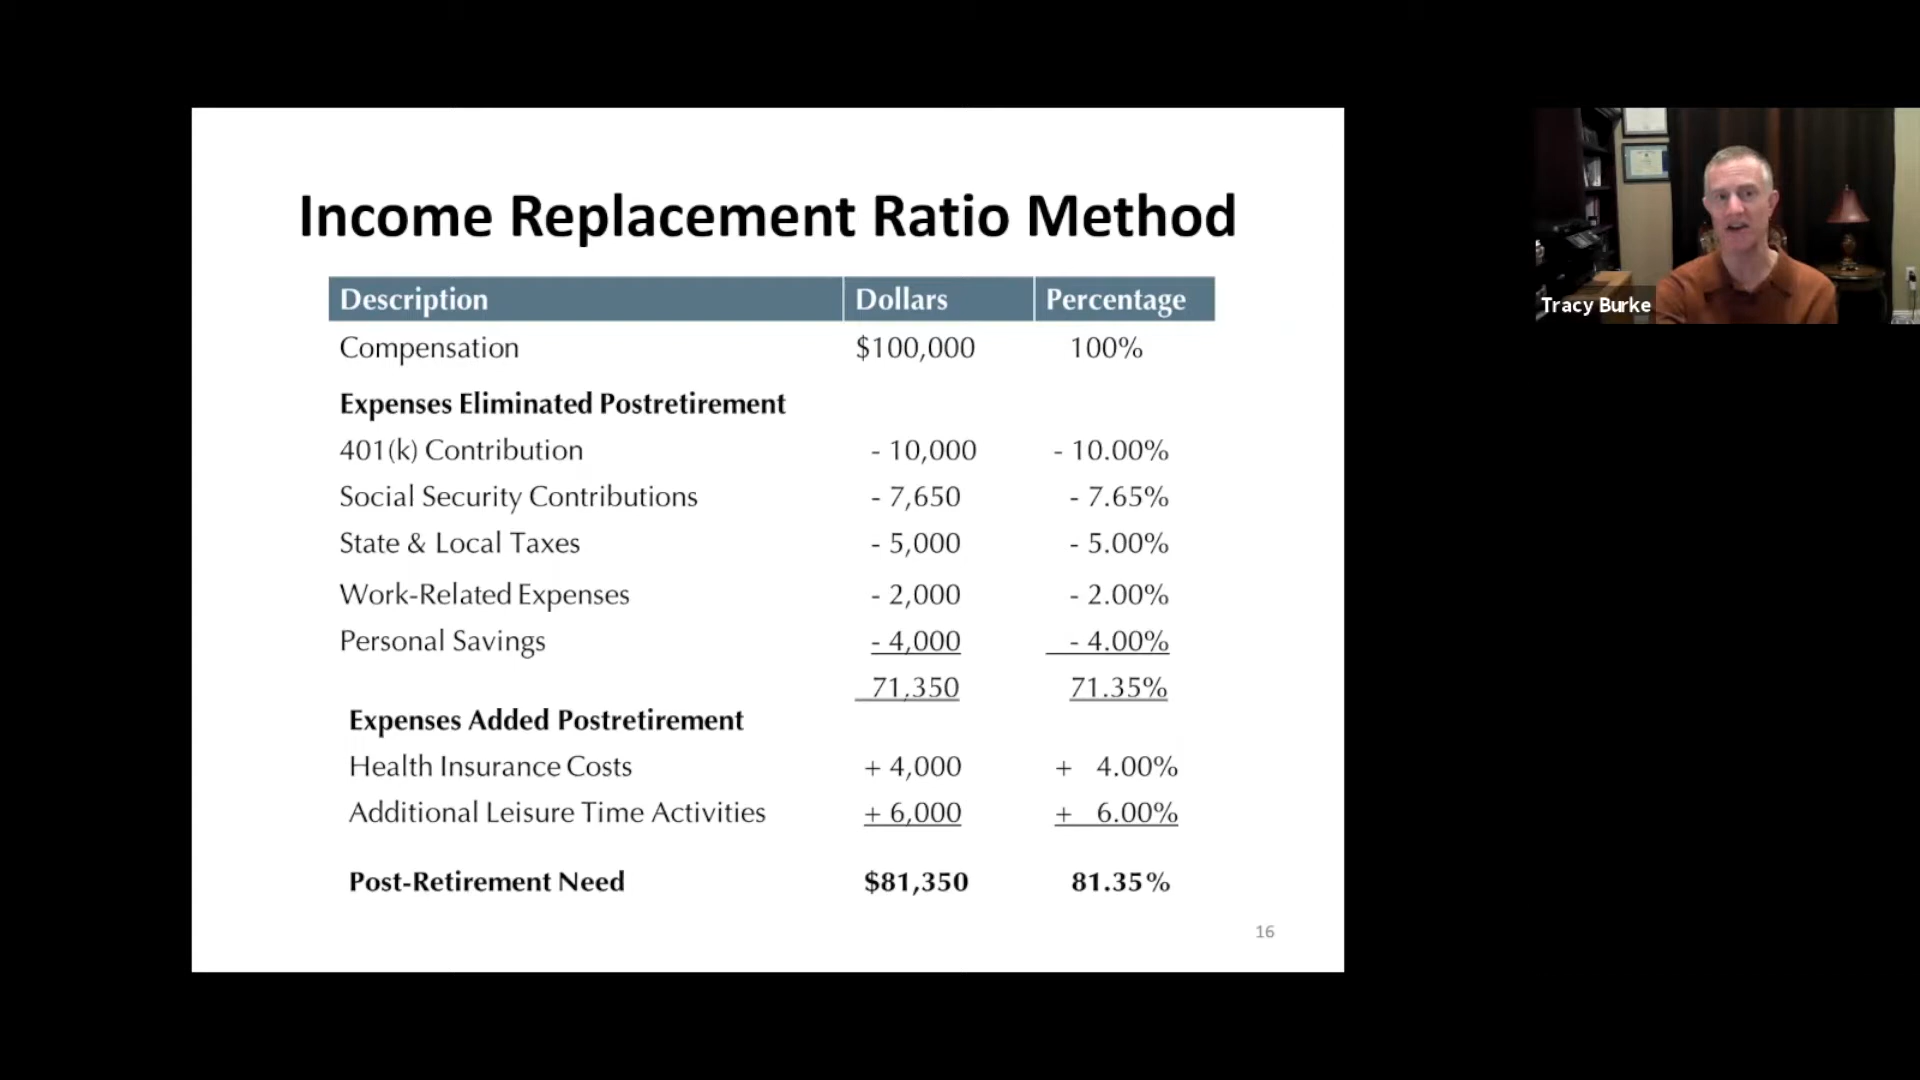 Income Replacement Ratio Method
Description Dollars Percentage
Compensation $100,000 100%
Expenses Eliminated Postretirement
401(k) Contribution - 10,000 - 10.00%
Social Security Contributions - 7,650 - 7.65%
State & Local Taxes - 5,000 - 5.00%
Work-Related Expenses - 2,000 - 2.00%
Personal Savings - 4,000 - 4.00%
71,350 71.35%
Expenses Added Postretirement
Health Insurance Costs + 4,000 + 4.00%
Additional Leisure Time Activities + 6,000 + 6.00%
Post-Retirement Need $81,350 81.35%
16
Tracy Burke